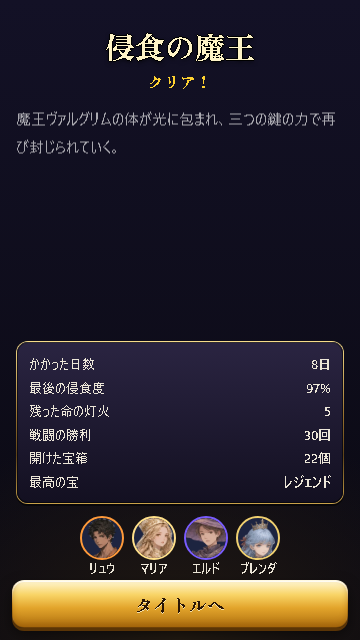 侵食の魔王
クリア！
魔王ヴァルグリムの体が光に包まれ、三つの鍵の力で再
び封じられていく。
かかった日数 8日
最後の侵食度 97%
残った命の灯火 5
戦闘の勝利 30回
開けた宝箱 22個
最高の宝 レジェンド
リュウ マリア エルド ブレンダ
タイトルへ